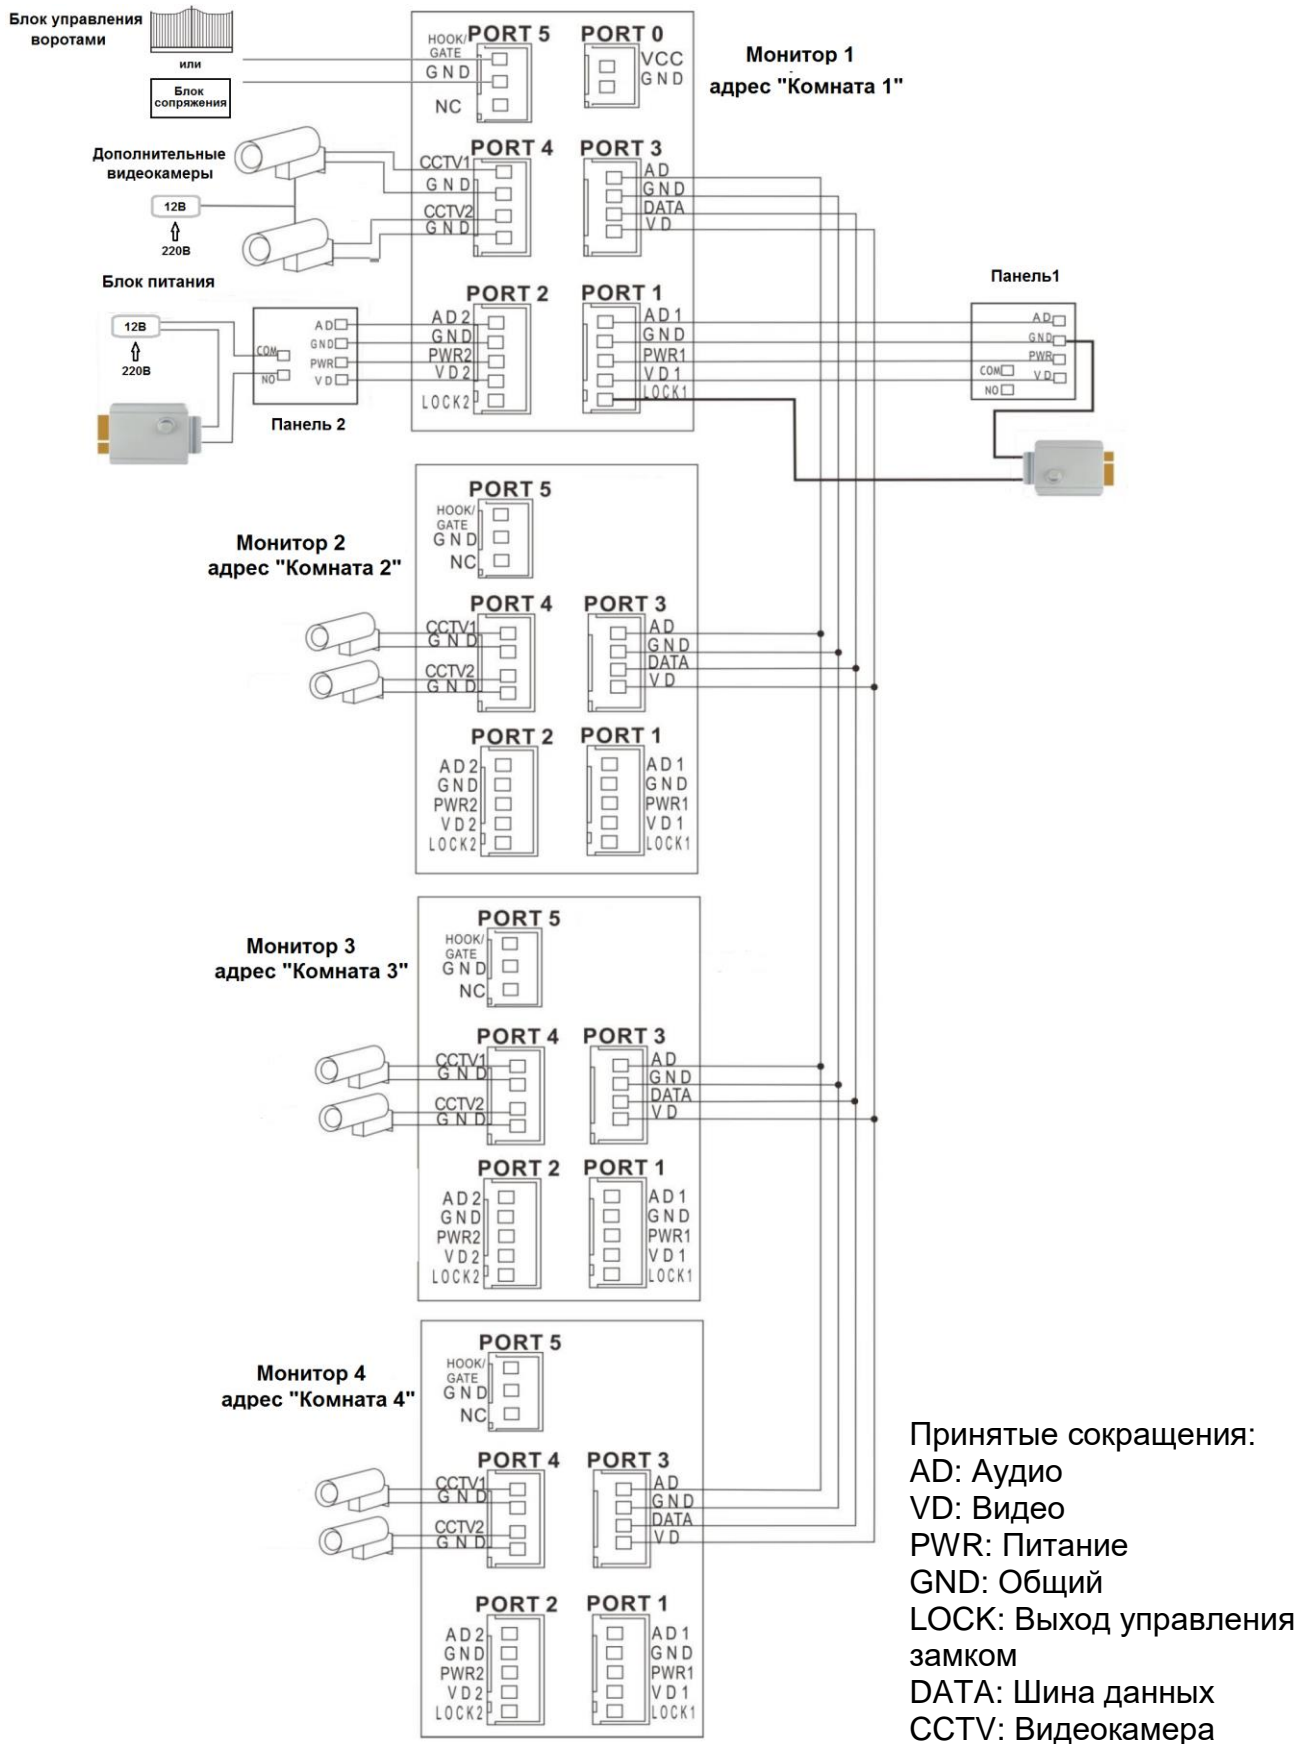 Блок управления
воротами
или
Блок
сопряжения
HOOK/
GATE
GND
NC
PORT 5
PORT 0
VCC
GND
Монитор 1
адрес "Комната 1"
Дополнительные
видеокамеры
12В
220В
PORT 4
CCTV1
GND
CCTV2
GND
PORT 3
AD
GND
DATA
VD
Блок питания
12В
220В
COM
NO
AD
GND
PWR
VD
Панель 2
PORT 2
AD2
GND
PWR2
VD2
LOCK2
PORT 1
AD1
GND
PWR1
VD1
LOCK1
Панель1
AD
GND
PWR
VD
COM
NO
Монитор 2
адрес "Комната 2"
PORT 5
HOOK/
GATE
GND
NC
PORT 4
CCTV1
GND
CCTV2
GND
PORT 3
AD
GND
DATA
VD
PORT 2
AD2
GND
PWR2
VD2
LOCK2
PORT 1
AD1
GND
PWR1
VD1
LOCK1
Монитор 3
адрес "Комната 3"
PORT 5
HOOK/
GATE
GND
NC
PORT 4
CCTV1
GND
CCTV2
GND
PORT 3
AD
GND
DATA
VD
PORT 2
AD2
GND
PWR2
VD2
LOCK2
PORT 1
AD1
GND
PWR1
VD1
LOCK1
Монитор 4
адрес "Комната 4"
PORT 5
HOOK/
GATE
GND
NC
PORT 4
CCTV1
GND
CCTV2
GND
PORT 3
AD
GND
DATA
VD
PORT 2
AD2
GND
PWR2
VD2
LOCK2
PORT 1
AD1
GND
PWR1
VD1
LOCK1
Принятые сокращения:
AD: Аудио
VD: Видео
PWR: Питание
GND: Общий
LOCK: Выход управления
замком
DATA: Шина данных
CCTV: Видеокамера